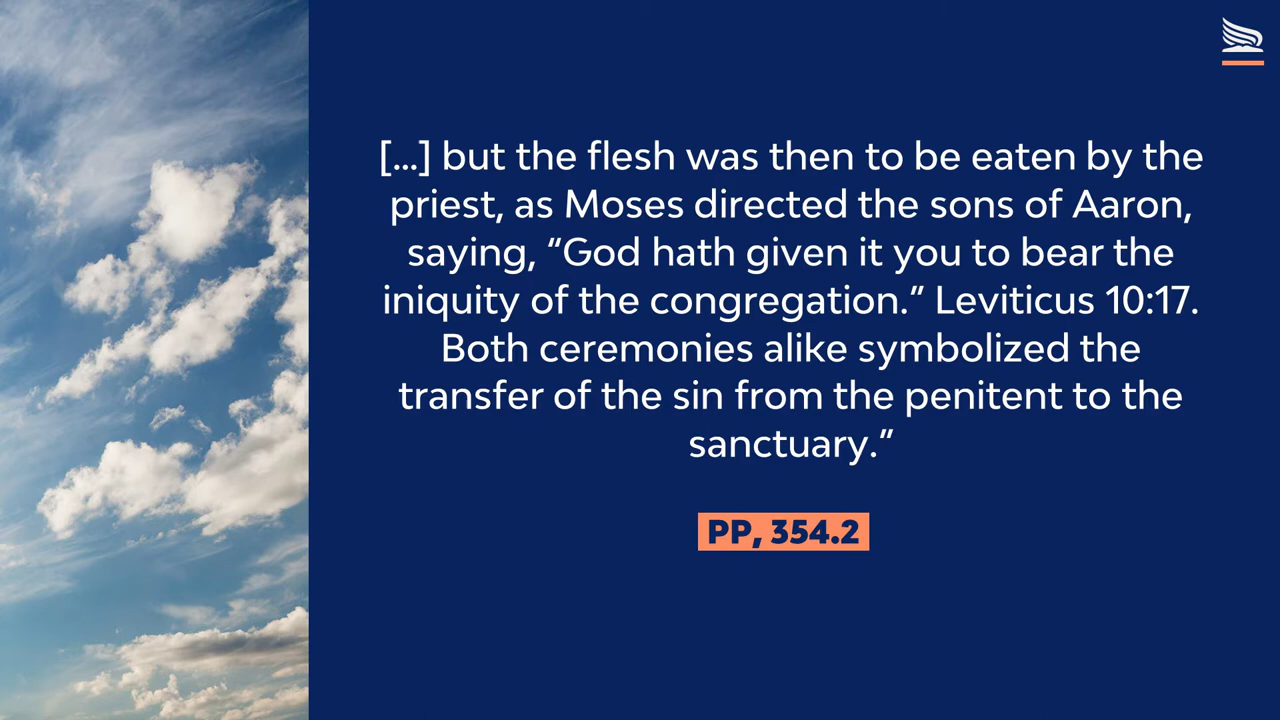 [...] but the flesh was then to be eaten by the
priest, as Moses directed the sons of Aaron,
saying, “God hath given it you to bear the
iniquity of the congregation.” Leviticus 10:17.
Both ceremonies alike symbolized the
transfer of the sin from the penitent to the
sanctuary.”
PP, 354.2